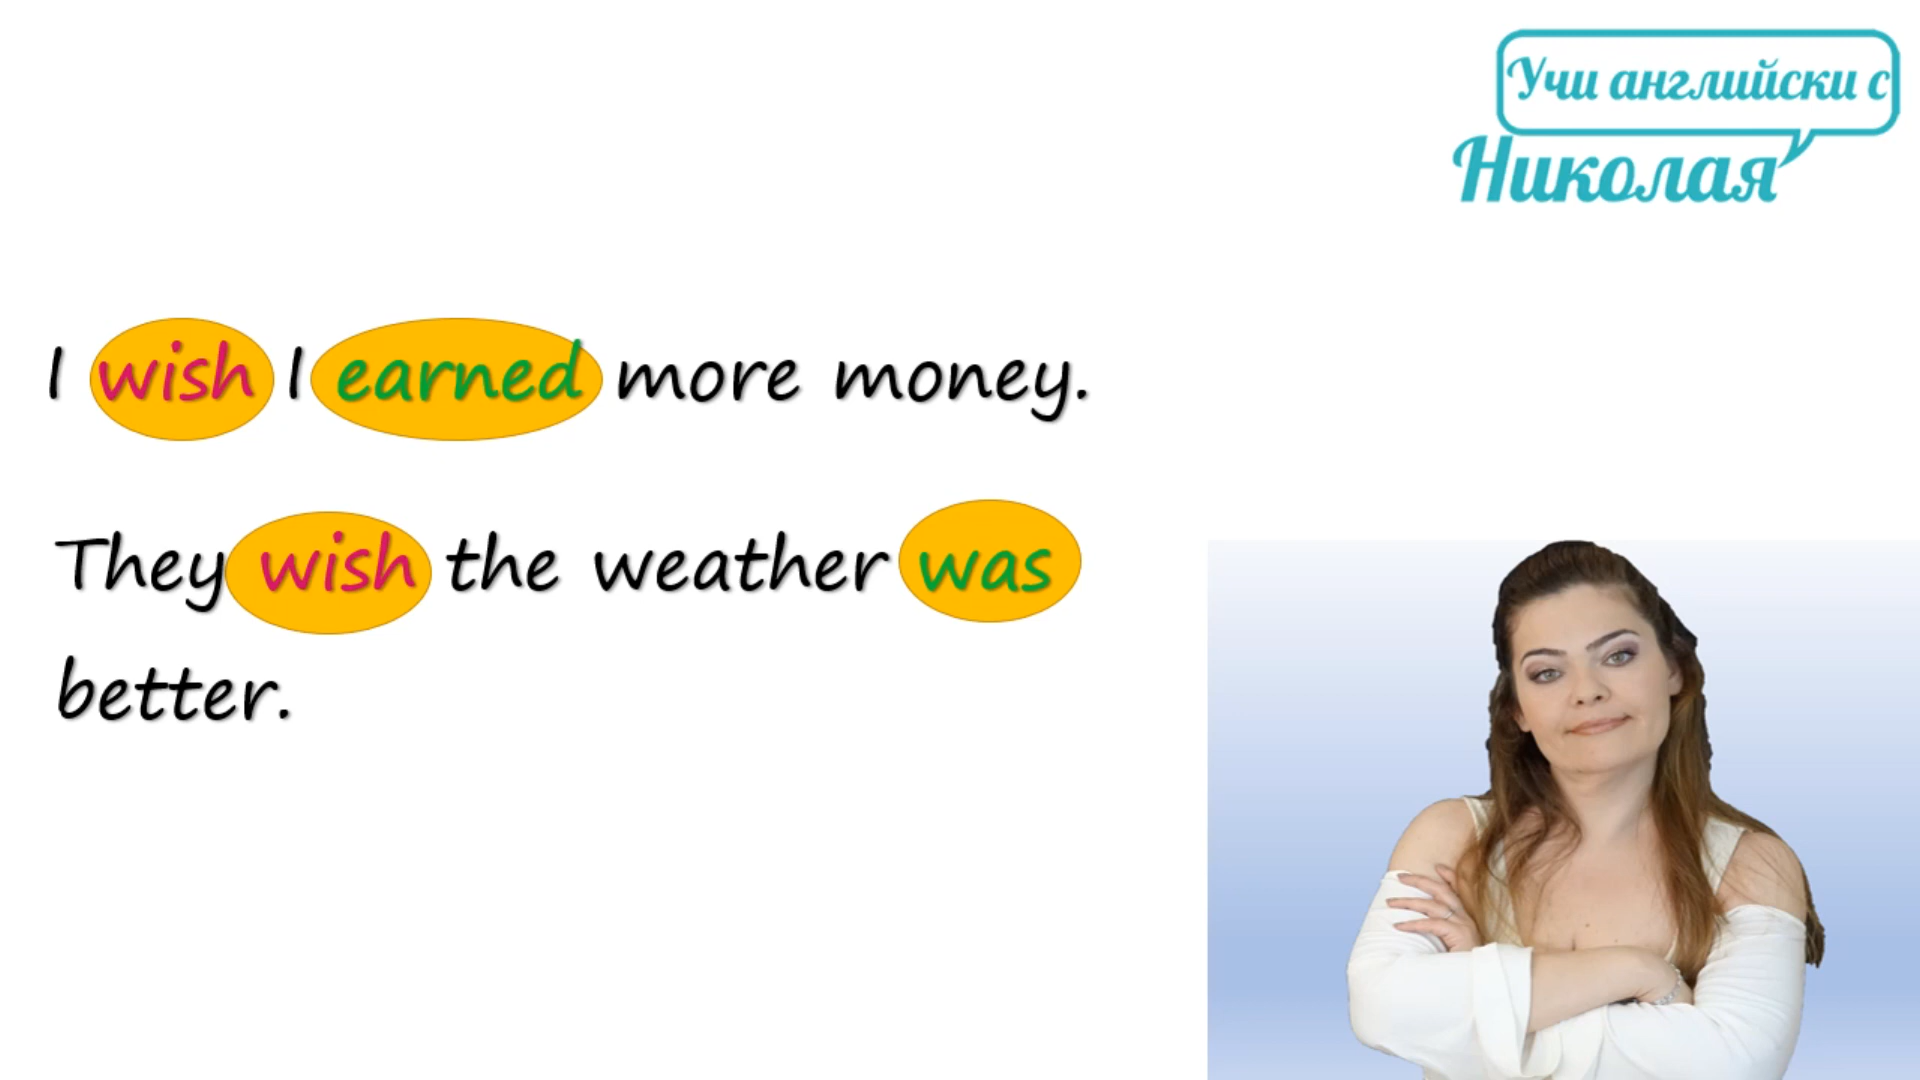 Учи английски с
Николая
I wish I earned more money.
They wish the weather was
better.